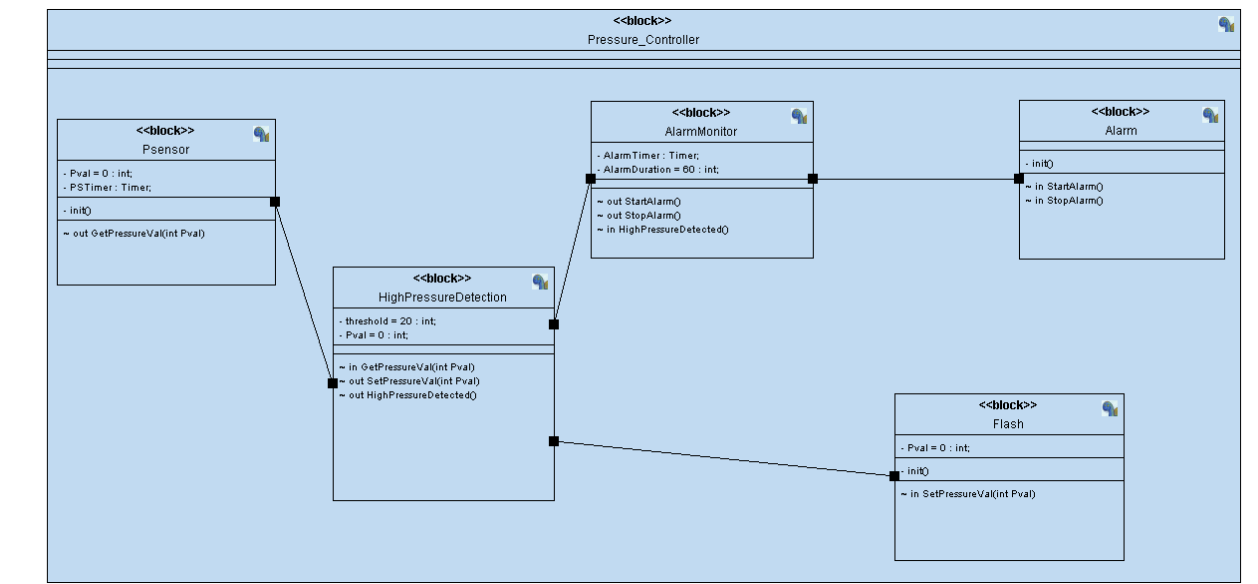 <<block>>
Pressure_Controller
<<block>>
Psensor
- Pval = 0 : int;
- PSTimer : Timer;
- init()
~ out GetPressureVal(int Pval)
<<block>>
HighPressureDetection
- threshold = 20 : int;
- Pval = 0 : int;
~ in GetPressureVal(int Pval)
~ out SetPressureVal(int Pval)
~ out HighPressureDetected()
<<block>>
AlarmMonitor
- AlarmTimer : Timer;
- AlarmDuration = 60 : int;
~ out StartAlarm()
~ out StopAlarm()
~ in HighPressureDetected()
<<block>>
Alarm
- init()
~ in StartAlarm()
~ in StopAlarm()
<<block>>
Flash
- Pval = 0 : int;
- init()
~ in SetPressureVal(int Pval)